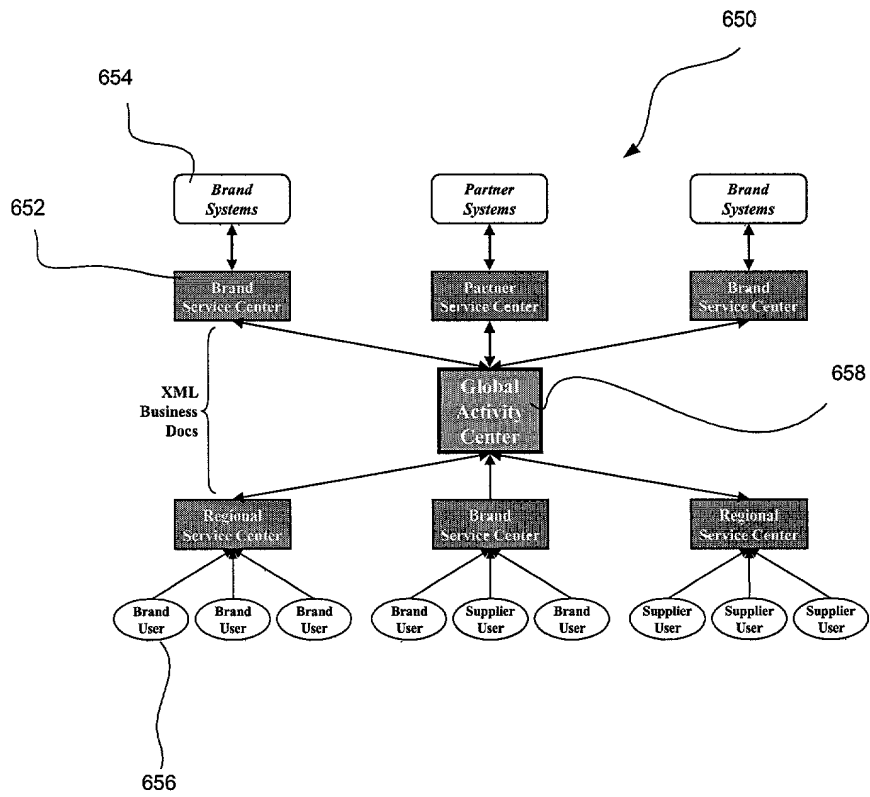 650
654
Brand
Systems
Partner
Systems
Brand
Systems
652
Brand
Service Center
Partner
Service Center
Brand
Service Center
XML
Business
Docs
Global
Activity
Center
658
Regional
Service Center
Brand
Service Center
Regional
Service Center
Brand
User
Brand
User
Brand
User
Brand
User
Supplier
User
Brand
User
Supplier
User
Supplier
User
Supplier
User
656